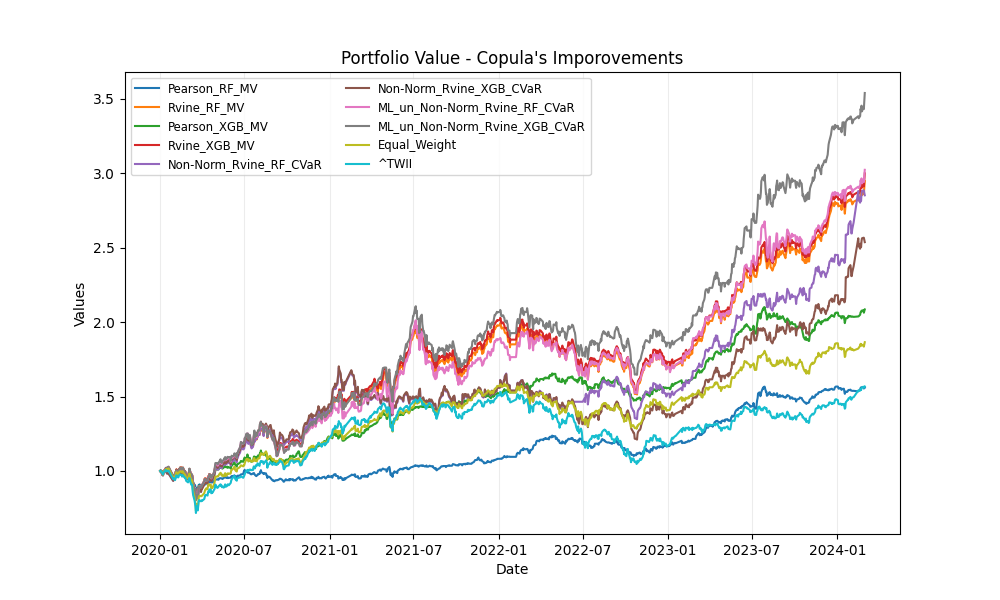 Portfolio Value - Copula's Imporovements
Pearson_RF_MV
Rvine_RF_MV
Pearson_XGB_MV
Rvine_XGB_MV
Non-Norm_Rvine_RF_CVaR
Non-Norm_Rvine_XGB_CVaR
ML_un_Non-Norm_Rvine_RF_CVaR
ML_un_Non-Norm_Rvine_XGB_CVaR
Equal_Weight
^TWII
Values
3.5
3.0
2.5
2.0
1.5
1.0
2020-01 2020-07 2021-01 2021-07 2022-01 2022-07 2023-01 2023-07 2024-01
Date